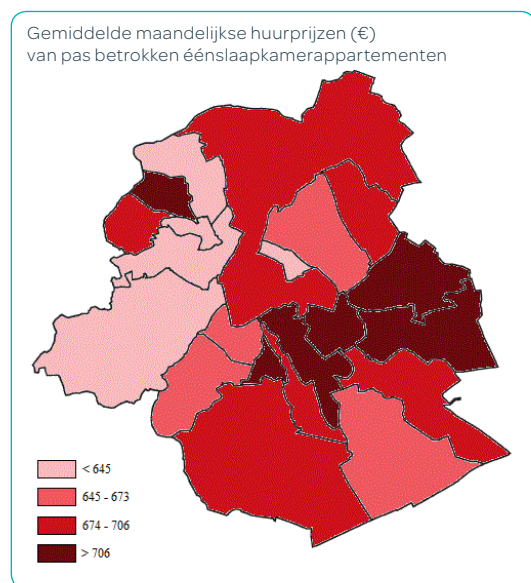 Gemiddelde maandelijkse huurprijzen (€)
van pas betrokken éénslaapkamerappartementen
< 645
645 - 673
674 - 706
> 706